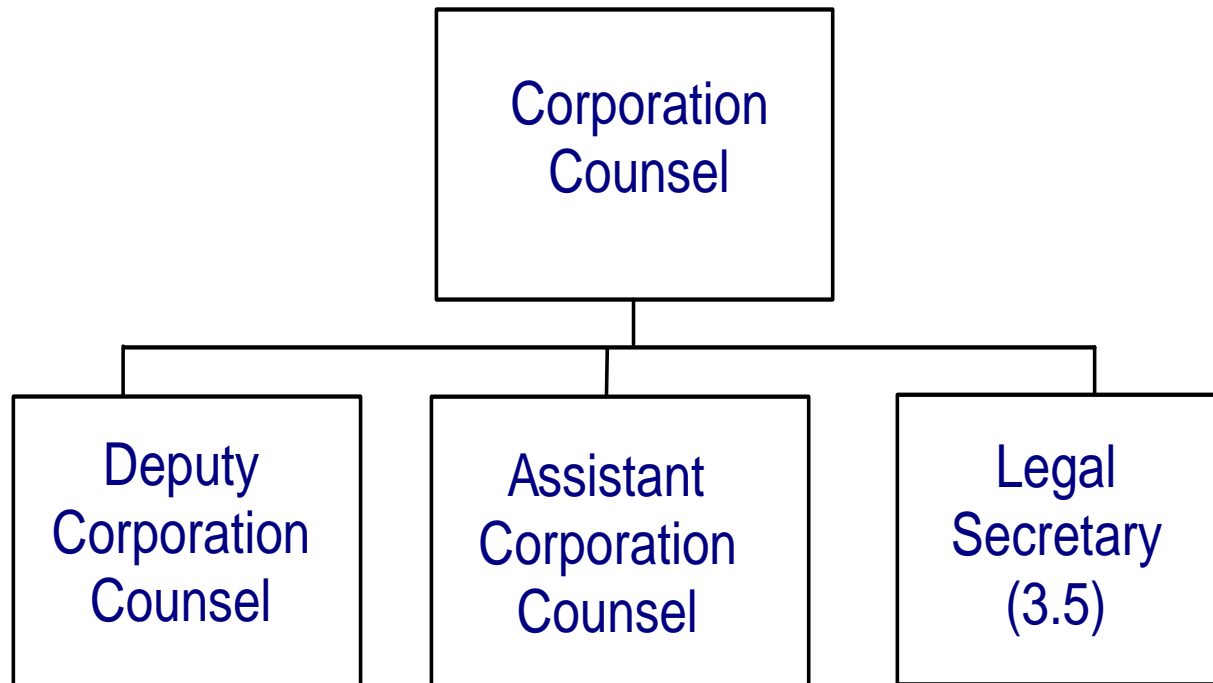 Corporation
Counsel
Deputy
Corporation
Counsel
Assistant
Corporation
Counsel
Legal
Secretary
(3.5)